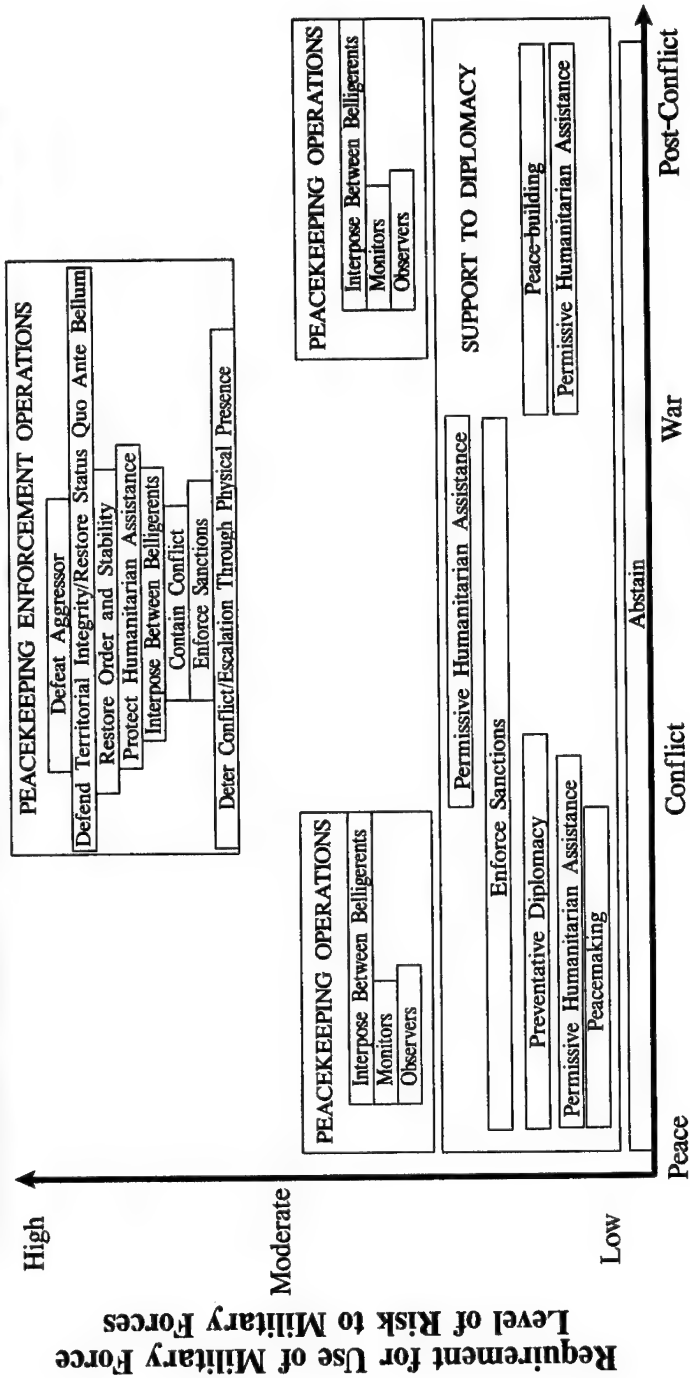 Requirement for Use of Military Force
Level of Risk to Military Forces
High
Moderate
Low
PEACEKEEPING ENFORCEMENT OPERATIONS
Defeat Aggressor
Defend Territorial Integrity/Restore Status Quo Ante Bellum
Restore Order and Stability
Protect Humanitarian Assistance
Interpose Between Belligerents
Contain Conflict
Enforce Sanctions
Deter Conflict/Escalation Through Physical Presence
PEACEKEEPING OPERATIONS
Interpose Between Belligerents
Monitors
Observers
PEACEKEEPING OPERATIONS
Interpose Between Belligerents
Monitors
Observers
SUPPORT TO DIPLOMACY
Permissive Humanitarian Assistance
Enforce Sanctions
Preventative Diplomacy
Permissive Humanitarian Assistance
Peacemaking
Peace-building
Permissive Humanitarian Assistance
Abstain
Peace
Conflict
War
Post-Conflict